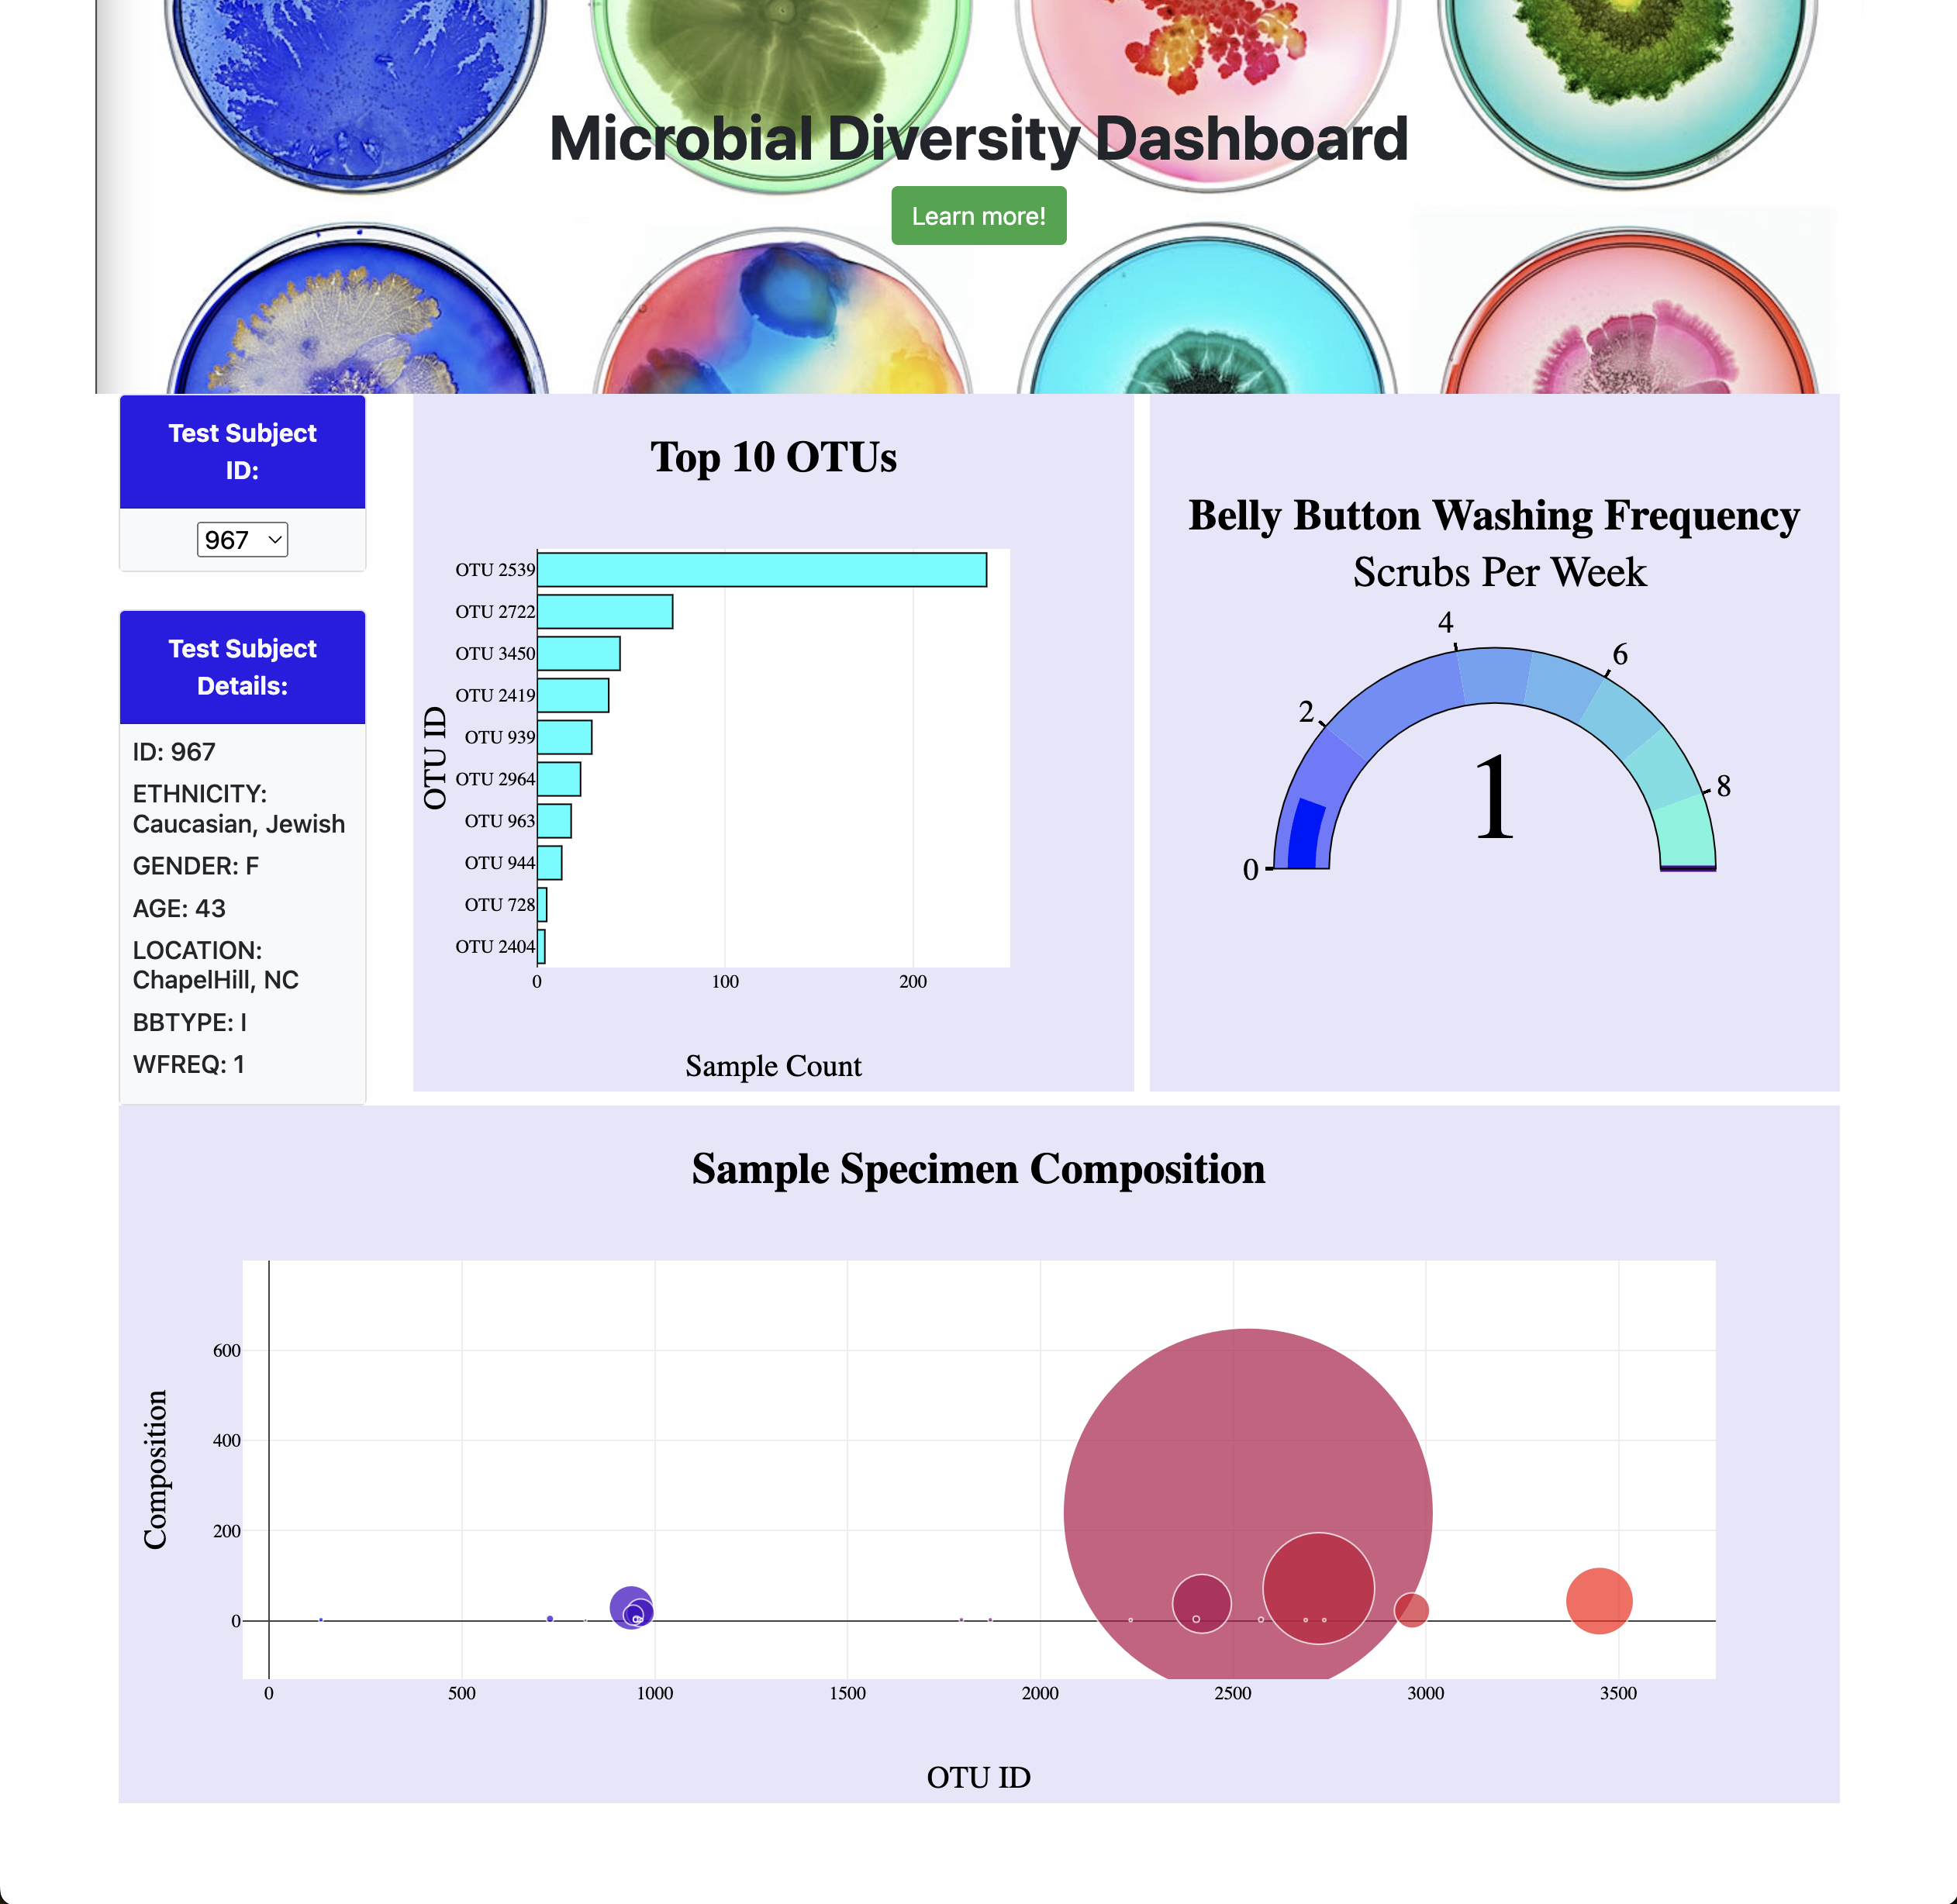 Microbial Diversity Dashboard
Learn more!
Test Subject
ID:
967
Test Subject
Details:
ID: 967
ETHNICITY:
Caucasian, Jewish
GENDER: F
AGE: 43
LOCATION:
ChapelHill, NC
BBTYPE: I
WFREQ: 1
Top 10 OTUs
OTU ID
OTU 2539
OTU 2722
OTU 3450
OTU 2419
OTU 939
OTU 2964
OTU 963
OTU 944
OTU 728
OTU 2404
0 100 200
Sample Count
Belly Button Washing Frequency
Scrubs Per Week
0 2 4 6 8
1
Sample Specimen Composition
Composition
600
400
200
0
0 500 1000 1500 2000 2500 3000 3500
OTU ID